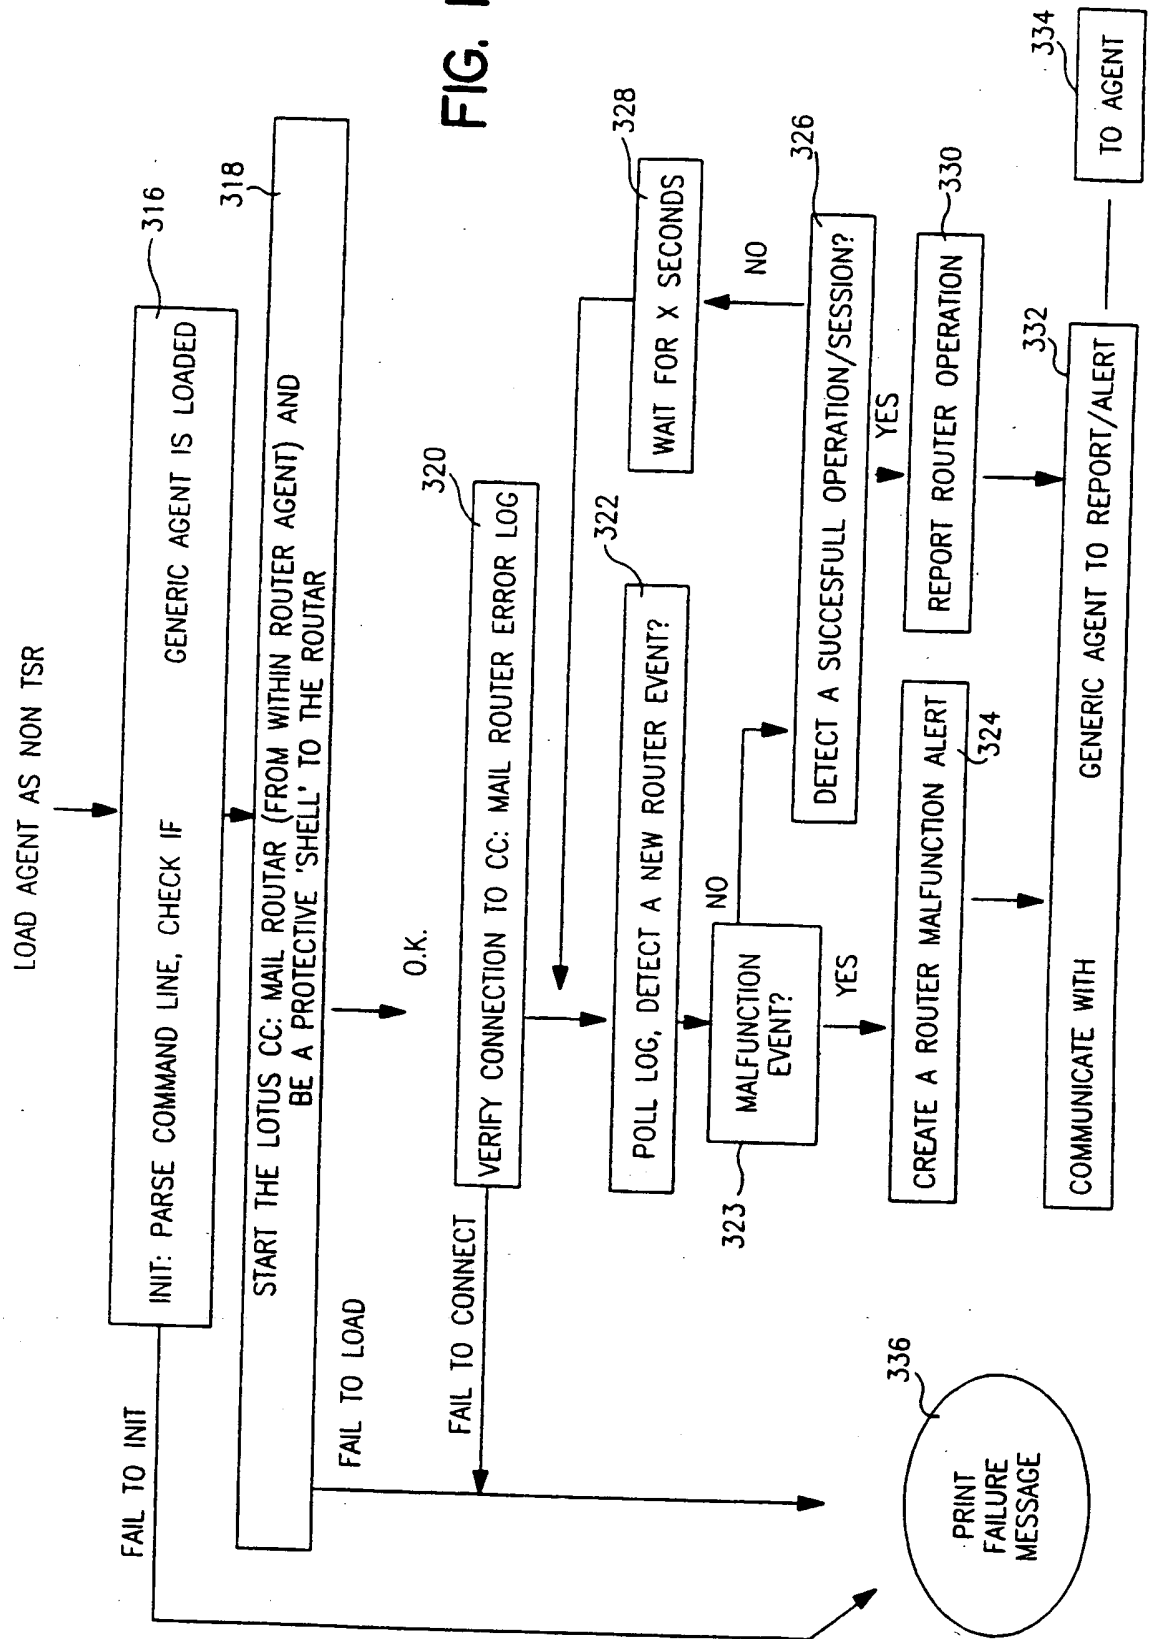 LOAD AGENT AS NON TSR
316
INIT: PARSE COMMAND LINE, CHECK IF GENERIC AGENT IS LOADED
FAIL TO INIT
318
START THE LOTUS CC: MAIL ROUTAR (FROM WITHIN ROUTER AGENT) AND
BE A PROTECTIVE 'SHELL' TO THE ROUTAR
FAIL TO LOAD
O.K.
320
VERIFY CONNECTION TO CC: MAIL ROUTER ERROR LOG
FAIL TO CONNECT
328
WAIT FOR X SECONDS
322
POLL LOG, DETECT A NEW ROUTER EVENT?
323
MALFUNCTION
EVENT?
NO
YES
326
DETECT A SUCCESFULL OPERATION/SESSION?
NO
YES
324
CREATE A ROUTER MALFUNCTION ALERT
330
REPORT ROUTER OPERATION
332
COMMUNICATE WITH GENERIC AGENT TO REPORT/ALERT
334
TO AGENT
336
PRINT
FAILURE
MESSAGE
FIG.